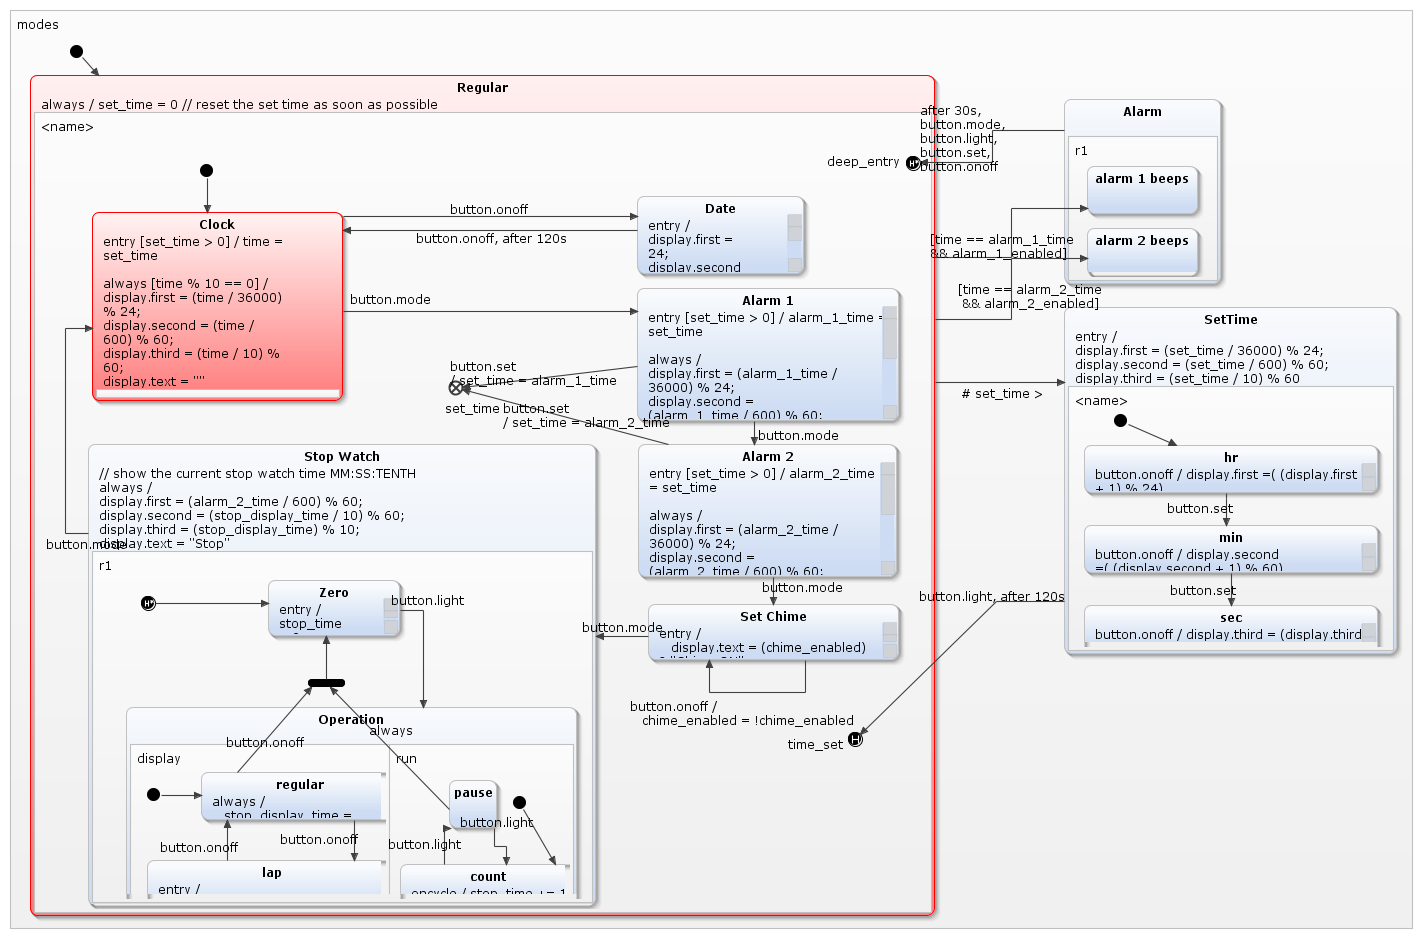 modes
Regular
always / set_time = 0 // reset the set time as soon as possible
<name>
deep_entry
Clock
entry [set_time > 0] / time =
set_time
always [time % 10 == 0] /
display.first = (time / 36000)
% 24;
display.second = (time /
600) % 60;
display.third = (time / 10) %
60;
display.text = ""
button.onoff
button.onoff, after 120s
button.mode
Date
entry /
display.first =
24;
display.second
Alarm 1
entry [set_time > 0] / alarm_1_time =
set_time
always /
display.first = (alarm_1_time /
36000) % 24;
display.second =
(alarm_1_time / 600) % 60;
button.set
/ set_time = alarm_1_time
set_time
button.set
/ set_time = alarm_2_time
button.mode
Alarm 2
entry [set_time > 0] / alarm_2_time
= set_time
always /
display.first = (alarm_2_time /
36000) % 24;
display.second =
(alarm_2_time / 600) % 60;
button.mode
Set Chime
entry /
display.text = (chime_enabled)
button.mode
button.onoff /
chime_enabled = !chime_enabled
time_set
Stop Watch
// show the current stop watch time MM:SS:TENTH
always /
display.first = (alarm_2_time / 600) % 60;
display.second = (stop_display_time / 10) % 60;
display.third = (stop_display_time) % 10;
display.text = "Stop"
button.mode
r1
Zero
entry /
stop_time
button.light
Operation
always
button.onoff
display
regular
always /
stop_display_time =
button.onoff
button.onoff
lap
entry /
run
pause
button.light
button.light
count
oncycle / stop_time += 1
after 30s,
button.mode,
button.light,
button.set,
button.onoff
Alarm
r1
alarm 1 beeps
alarm 2 beeps
[time == alarm_1_time
&& alarm_1_enabled]
[time == alarm_2_time
&& alarm_2_enabled]
# set_time >
SetTime
entry /
display.first = (set_time / 36000) % 24;
display.second = (set_time / 600) % 60;
display.third = (set_time / 10) % 60
<name>
hr
button.onoff / display.first =( (display.first
+ 1) % 24)
button.set
min
button.onoff / display.second
=( (display.second + 1) % 60)
button.set
sec
button.onoff / display.third = (display.third
button.light, after 120s